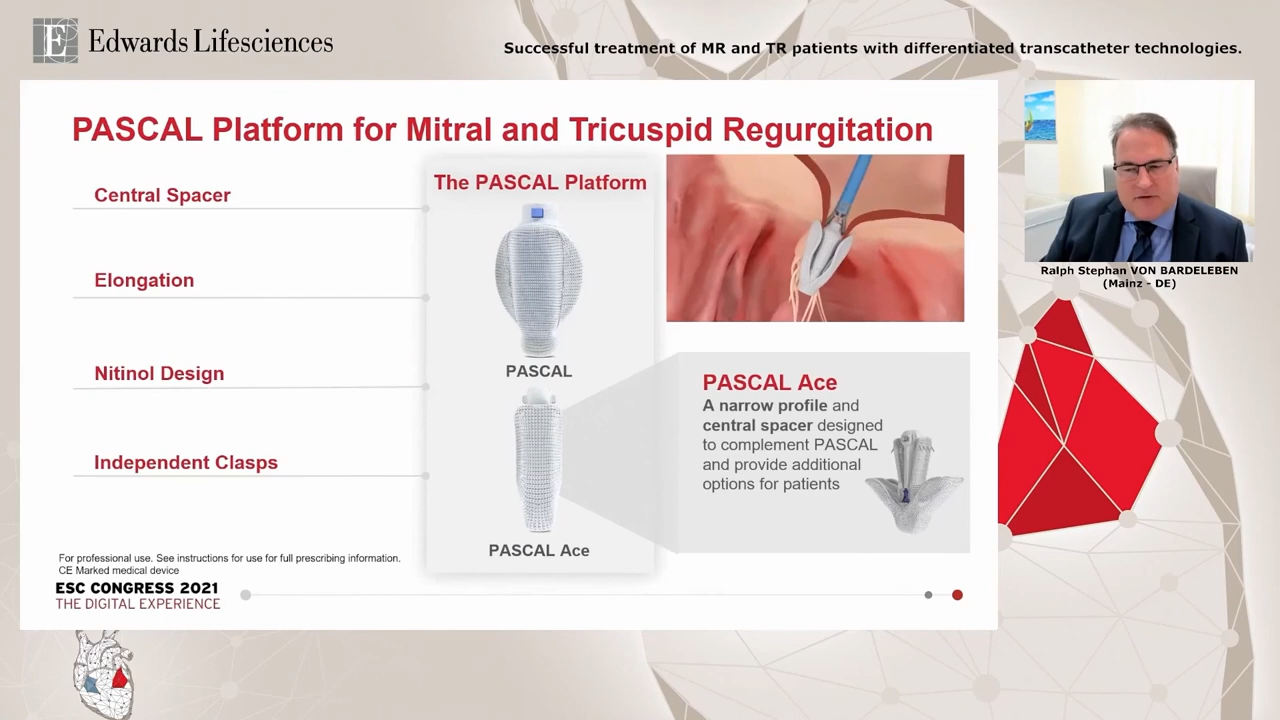 E Edwards Lifesciences
Successful treatment of MR and TR patients with differentiated transcatheter technologies.
PASCAL Platform for Mitral and Tricuspid Regurgitation
Central Spacer
Elongation
Nitinol Design
Independent Clasps
The PASCAL Platform
PASCAL
PASCAL Ace
PASCAL Ace
A narrow profile and
central spacer designed
to complement PASCAL
and provide additional
options for patients
Ralph Stephan VON BARDELEBEN
(Mainz - DE)
For professional use. See instructions for use for full prescribing information.
CE Marked medical device
ESC CONGRESS 2021
THE DIGITAL EXPERIENCE